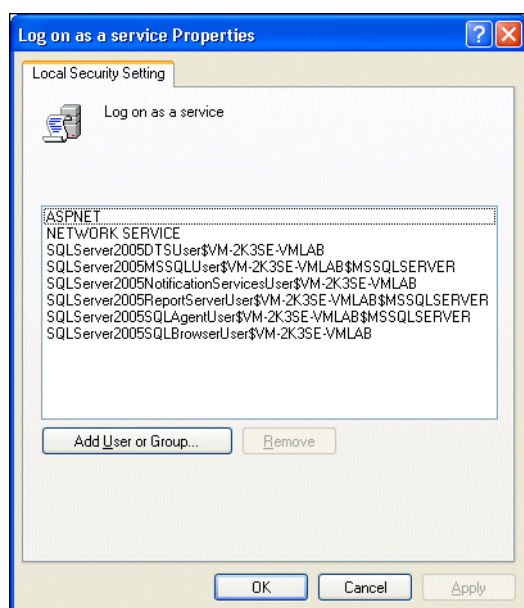 Log on as a service Properties
Local Security Setting
Log on as a service
ASPNET
NETWORK SERVICE
SQLServer2005DTSUser$VM-2K3SE-VMLAB
SQLServer2005MSSQLUser$VM-2K3SE-VMLAB$MSSQLSERVER
SQLServer2005NotificationServicesUser$VM-2K3SE-VMLAB
SQLServer2005ReportServerUser$VM-2K3SE-VMLAB$MSSQLSERVER
SQLServer2005SQLAgentUser$VM-2K3SE-VMLAB$MSSQLSERVER
SQLServer2005SQLBrowserUser$VM-2K3SE-VMLAB
Add User or Group... Remove
OK Cancel Apply